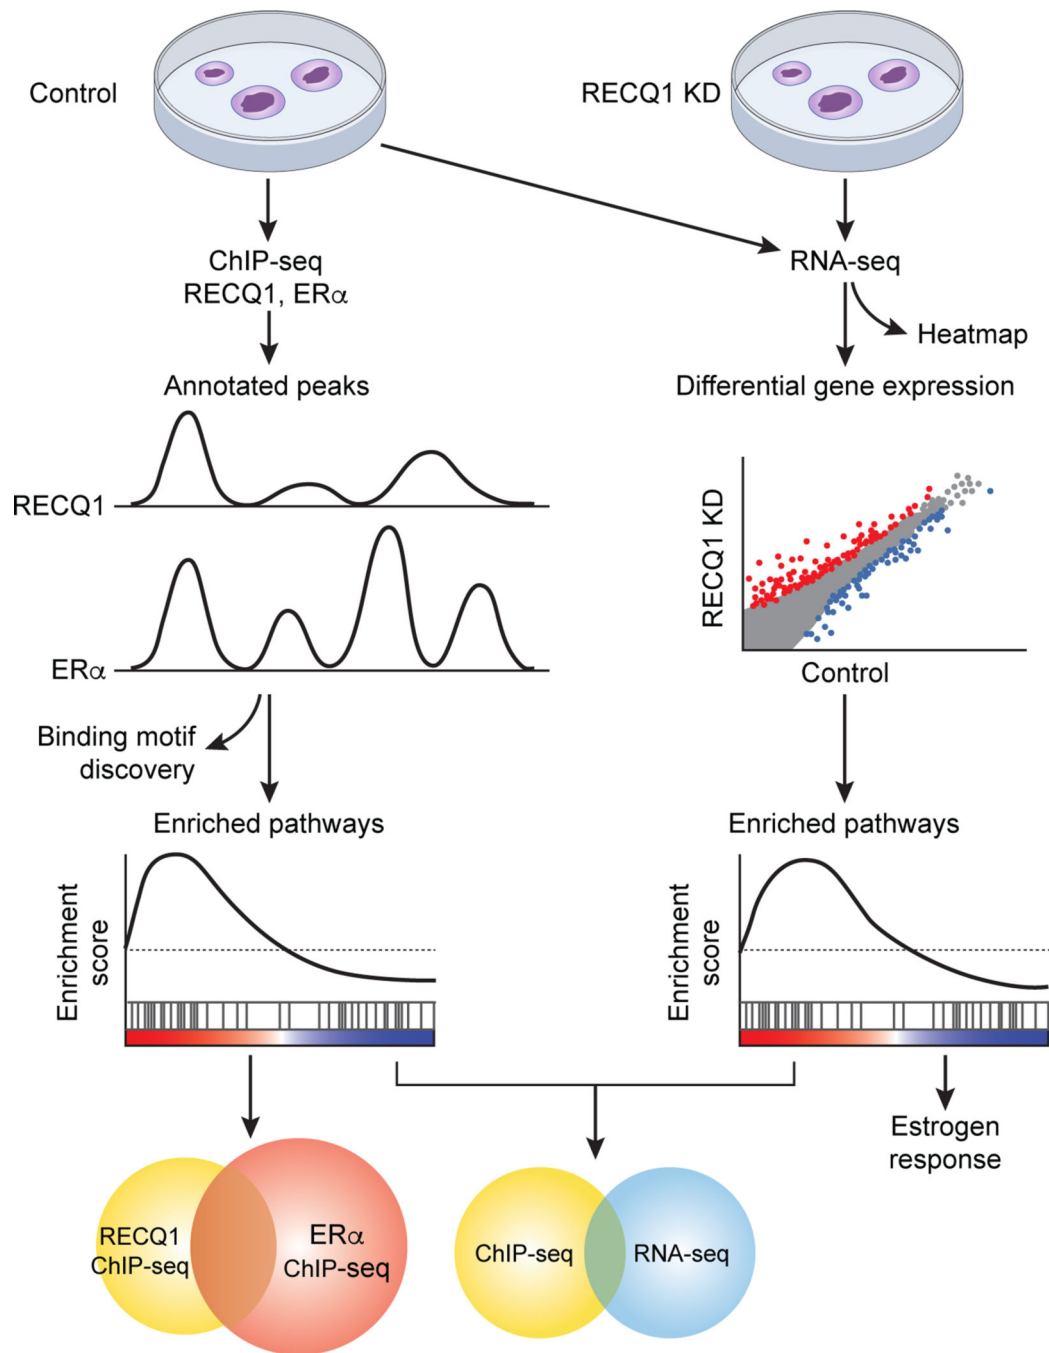 Control
RECQ1 KD
ChIP-seq
RECQ1, ERα
RNA-seq
Heatmap
Annotated peaks
Differential gene expression
RECQ1
ERα
RECQ1 KD
Control
Binding motif
discovery
Enriched pathways
Enriched pathways
Enrichment
score
Enrichment
score
Estrogen
response
RECQ1
ChIP-seq
ERα
ChIP-seq
ChIP-seq
RNA-seq